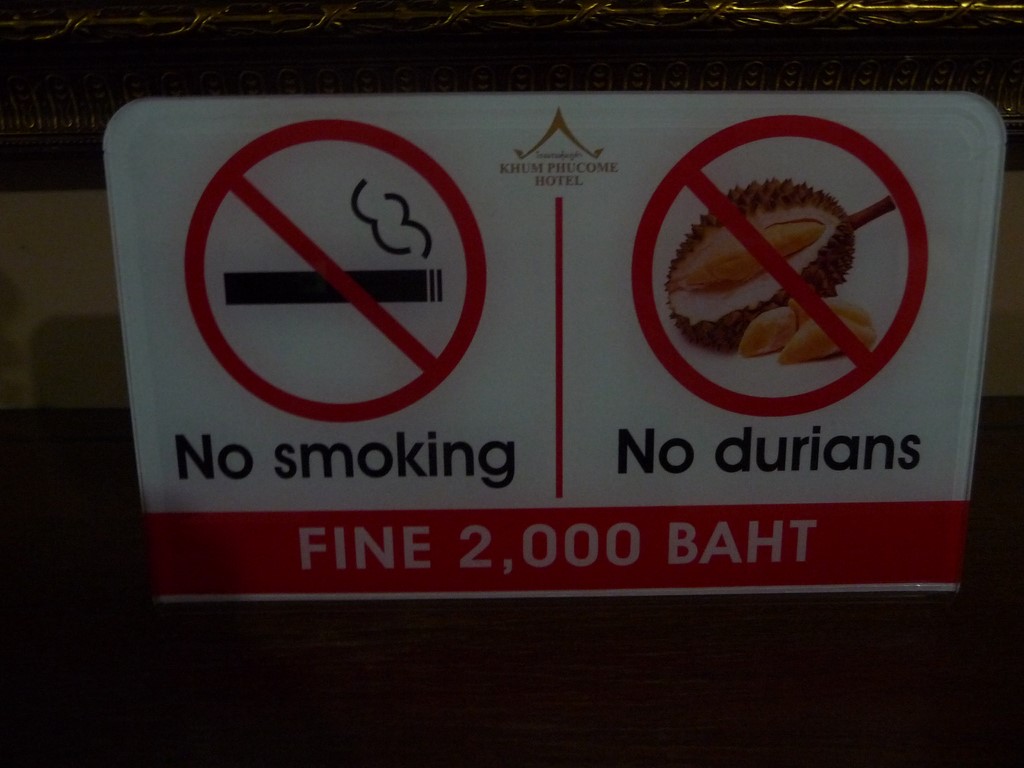 KHUM PHUCOME
HOTEL
No smoking
No durians
FINE 2,000 BAHT